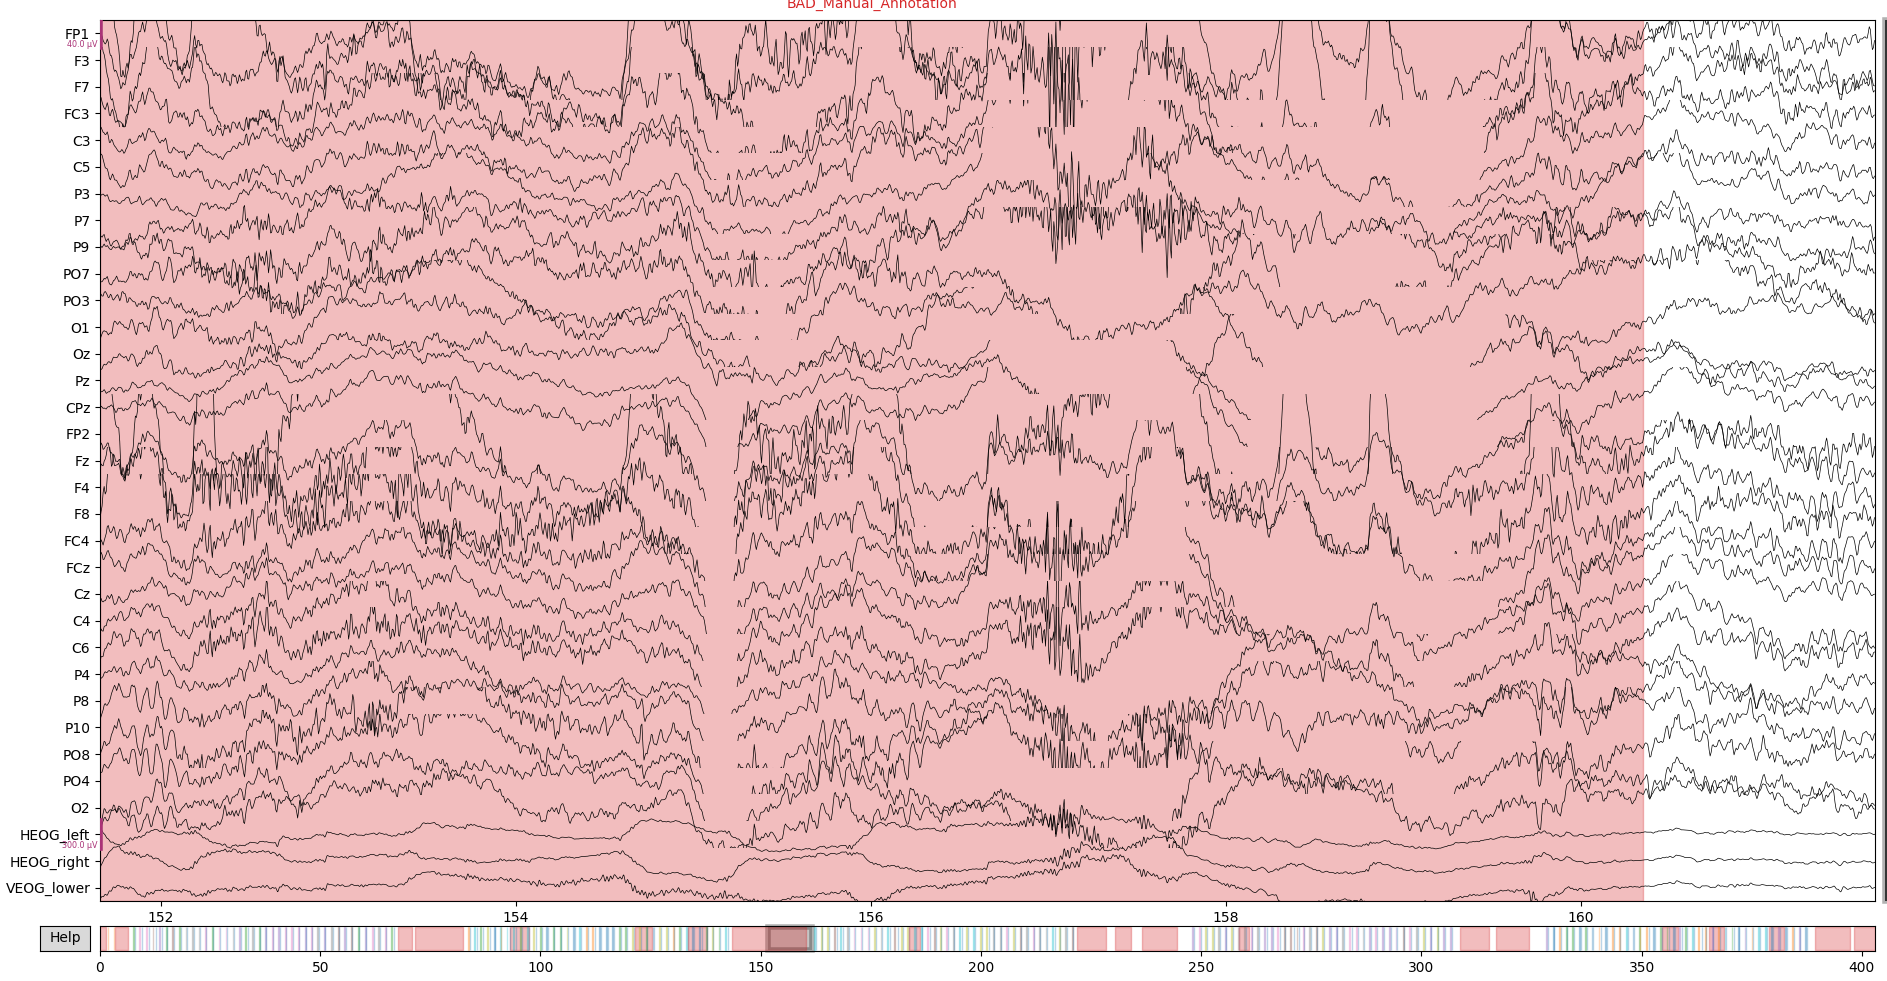 BAD_Manual_Annotation
FP1
40.0 µV
F3
F7
FC3
C3
C5
P3
P7
P9
PO7
PO3
O1
Oz
Pz
CPz
FP2
Fz
F4
F8
FC4
FCz
Cz
C4
C6
P4
P8
P10
PO8
PO4
O2
HEOG_left
300.0 µV
HEOG_right
VEOG_lower
152 154 156 158 160
Help
0 50 100 150 200 250 300 350 400